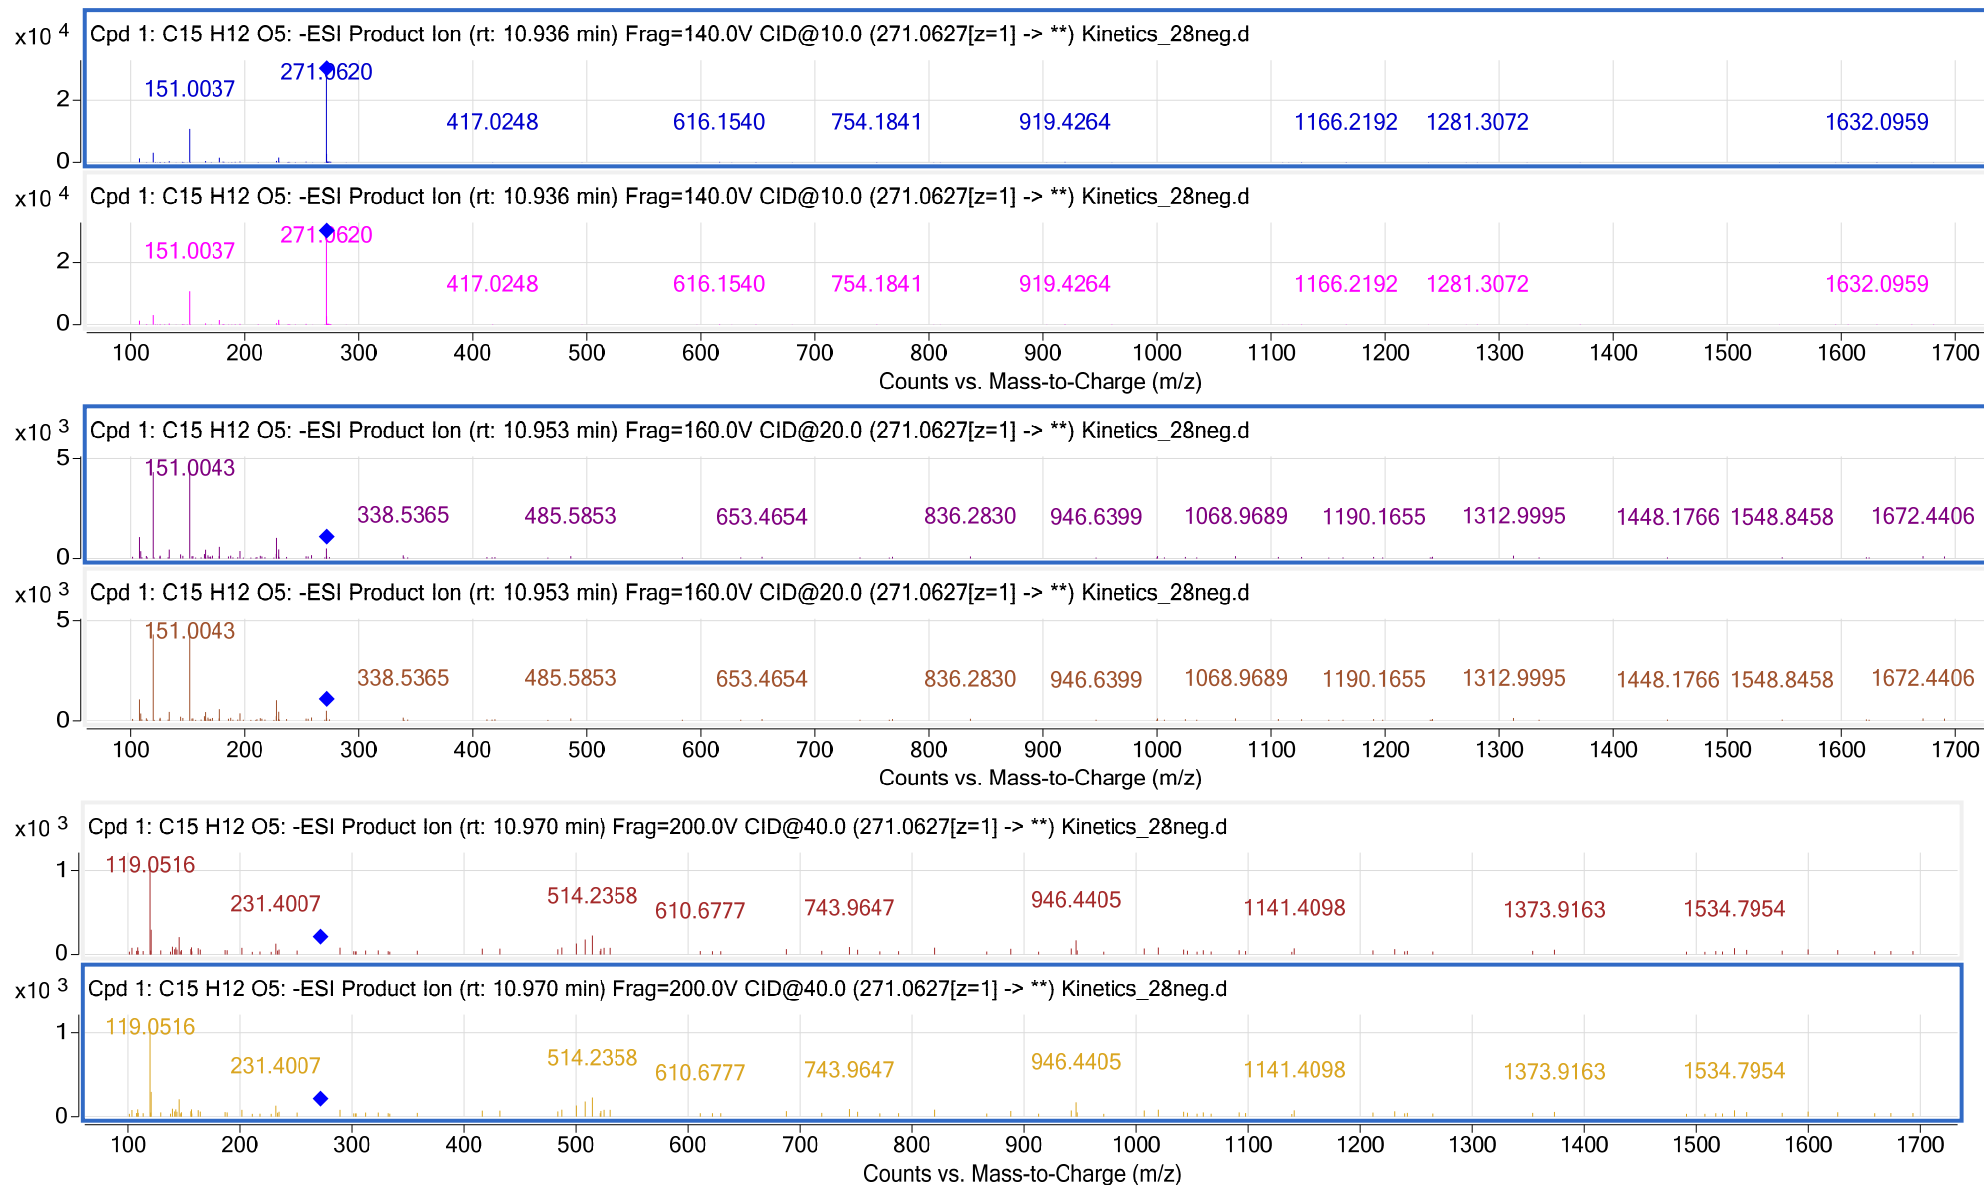 x10 4 Cpd 1: C15 H12 O5: -ESI Product Ion (rt: 10.936 min) Frag=140.0V CID@10.0 (271.0627[z=1] -> **) Kinetics_28neg.d
271.0620
151.0037
2
417.0248 616.1540 754.1841 919.4264 1166.2192 1281.3072 1632.0959
0
x10 4 Cpd 1: C15 H12 O5: -ESI Product Ion (rt: 10.936 min) Frag=140.0V CID@10.0 (271.0627[z=1] -> **) Kinetics_28neg.d
271.0620
151.0037
2
417.0248 616.1540 754.1841 919.4264 1166.2192 1281.3072 1632.0959
0
100 200 300 400 500 600 700 800 900 1000 1100 1200 1300 1400 1500 1600 1700
Counts vs. Mass-to-Charge (m/z)
x10 3 Cpd 1: C15 H12 O5: -ESI Product Ion (rt: 10.953 min) Frag=160.0V CID@20.0 (271.0627[z=1] -> **) Kinetics_28neg.d
5
151.0043
338.5365 485.5853 653.4654 836.2830 946.6399 1068.9689 1190.1655 1312.9995 1448.1766 1548.8458 1672.4406
0
x10 3 Cpd 1: C15 H12 O5: -ESI Product Ion (rt: 10.953 min) Frag=160.0V CID@20.0 (271.0627[z=1] -> **) Kinetics_28neg.d
5
151.0043
338.5365 485.5853 653.4654 836.2830 946.6399 1068.9689 1190.1655 1312.9995 1448.1766 1548.8458 1672.4406
0
100 200 300 400 500 600 700 800 900 1000 1100 1200 1300 1400 1500 1600 1700
Counts vs. Mass-to-Charge (m/z)
x10 3 Cpd 1: C15 H12 O5: -ESI Product Ion (rt: 10.970 min) Frag=200.0V CID@40.0 (271.0627[z=1] -> **) Kinetics_28neg.d
1 119.0516
231.4007 514.2358 610.6777 743.9647 946.4405 1141.4098 1373.9163 1534.7954
0
x10 3 Cpd 1: C15 H12 O5: -ESI Product Ion (rt: 10.970 min) Frag=200.0V CID@40.0 (271.0627[z=1] -> **) Kinetics_28neg.d
1 119.0516
231.4007 514.2358 610.6777 743.9647 946.4405 1141.4098 1373.9163 1534.7954
0
100 200 300 400 500 600 700 800 900 1000 1100 1200 1300 1400 1500 1600 1700
Counts vs. Mass-to-Charge (m/z)